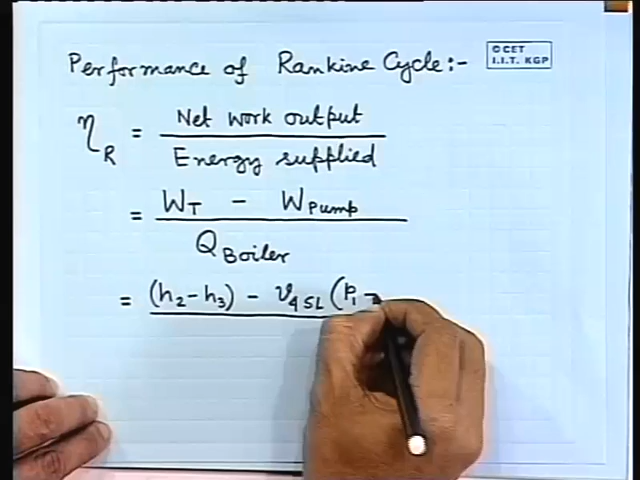 Performance of Rankine Cycle:-
© CET
I.I.T. KGP
η_R = Net work output / Energy supplied
= W_T - W_Pump / Q_Boiler
= (h₂-h₃) - v_4SL (p₁ -